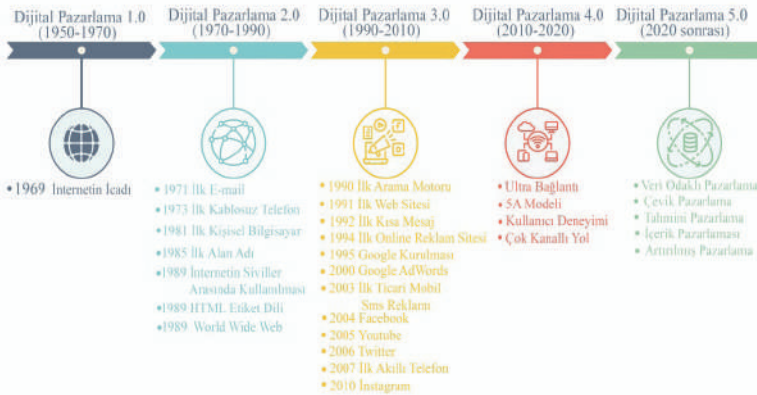 Dijital Pazarlama 1.0
(1950-1970)
• 1969 İnternetin İcadı
Dijital Pazarlama 2.0
(1970-1990)
•1971 İlk E-mail
•1973 İlk Kablosuz Telefon
•1981 İlk Kişisel Bilgisayar
•1985 İlk Alan Adı
•1989 İnternetin Siviller
Arasında Kullanılması
•1989 HTML Etiket Dili
•1989 World Wide Web
Dijital Pazarlama 3.0
(1990-2010)
• 1990 İlk Arama Motoru
• 1991 İlk Web Sitesi
• 1992 İlk Kısa Mesaj
• 1994 İlk Online Reklam Sitesi
• 1995 Google Kurulması
• 2000 Google AdWords
• 2003 İlk Ticari Mobil
Sms Reklamı
• 2004 Facebook
• 2005 Youtube
• 2006 Twitter
• 2007 İlk Akıllı Telefon
• 2010 İnstagram
Dijital Pazarlama 4.0
(2010-2020)
•Ultra Bağlantı
•5A Modeli
•Kullanıcı Deneyimi
•Çok Kanallı Yol
Dijital Pazarlama 5.0
(2020 sonrası)
•Veri Odaklı Pazarlama
•Çevik Pazarlama
•Tahmini Pazarlama
•İçerik Pazarlaması
•Artırılmış Pazarlama